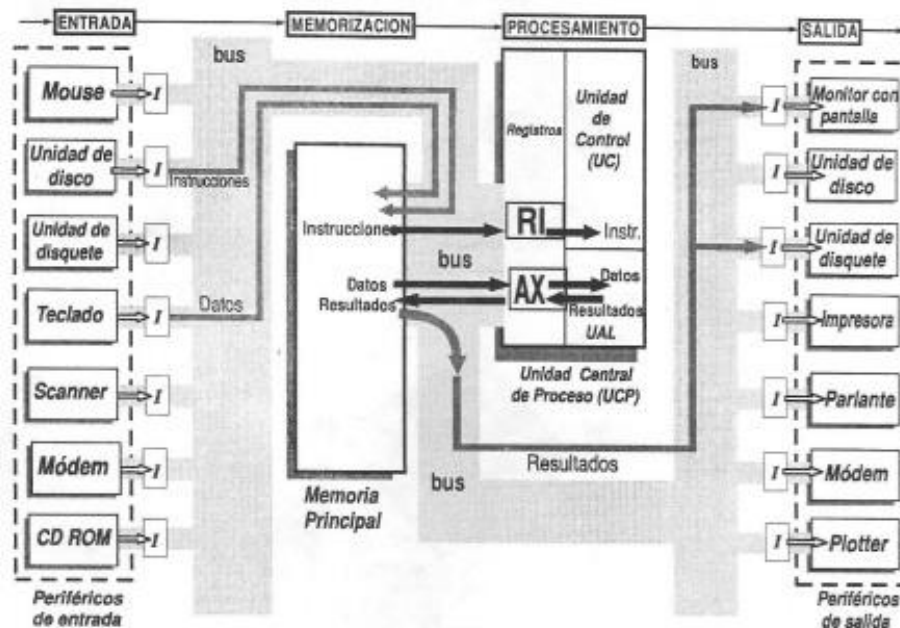 ENTRADA
MEMORIZACION
PROCESAMIENTO
SALIDA
bus
Mouse
I
Unidad de
disco
I
Instrucciones
Unidad de
disquete
I
Teclado
I
Datos
Scanner
I
Módem
I
CD ROM
I
Periféricos
de entrada
Instruccione
Datos
Resultados
Memoria
Principal
bus
bus
Registros
Unidad
de
Control
(UC)
RI
Instr.
AX
Datos
Resultados
UAL
Unidad Central
de Proceso (UCP)
Resultados
bus
I
Monitor con
pantalla
I
Unidad de
disco
I
Unidad de
disquete
I
Impresora
I
Parlante
I
Módem
I
Plotter
Periféricos
de salida